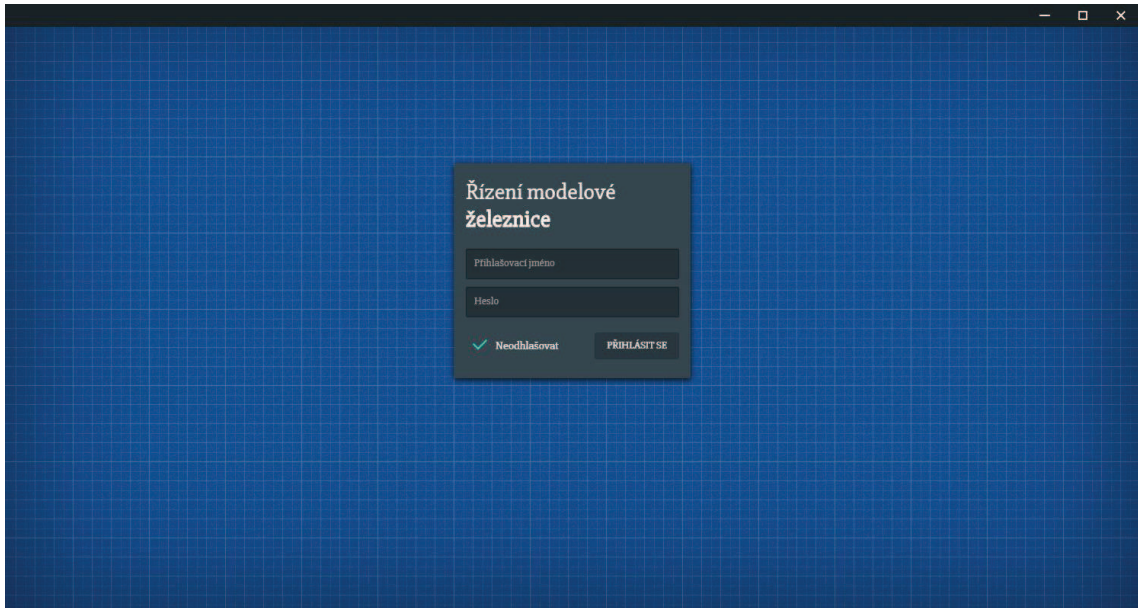 Řízení modelové
železnice
Přihlašovací jméno
Heslo
Neodhlašovat
PŘIHLÁSIT SE